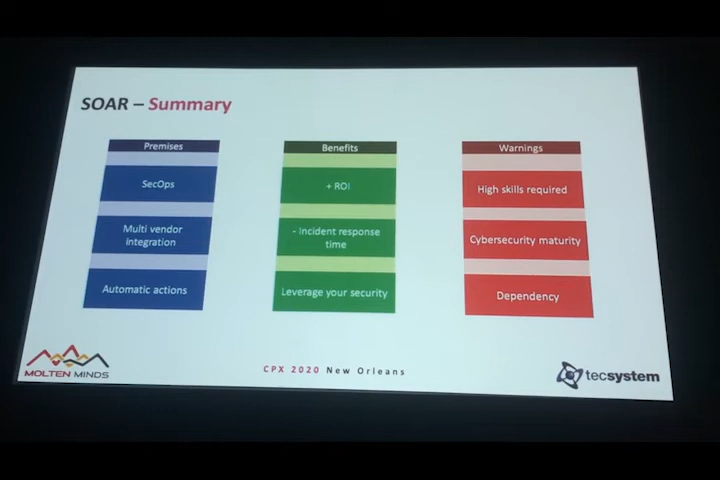 SOAR – Summary
Premises
SecOps
Multi vendor
integration
Automatic actions
Benefits
+ ROI
- Incident response
time
Leverage your security
Warnings
High skills required
Cybersecurity maturity
Dependency
MOLTEN MINDS
CPX 2020 New Orleans
tecsystem